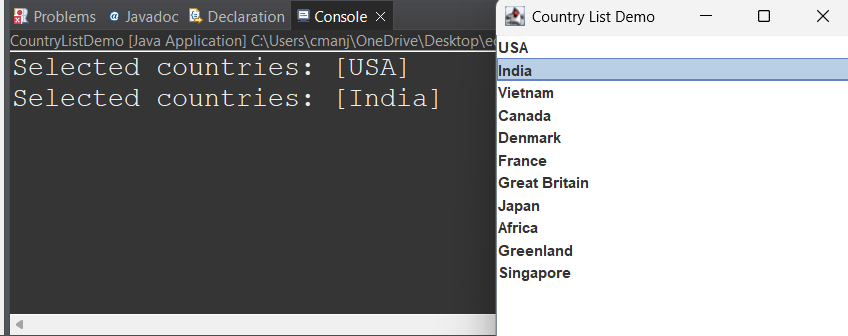 Problems @ Javadoc Declaration Console
CountryListDemo [Java Application] C:\Users\cmanj\OneDrive\Desktop\ec
Selected countries: [USA]
Selected countries: [India]
Country List Demo
USA
India
Vietnam
Canada
Denmark
France
Great Britain
Japan
Africa
Greenland
Singapore